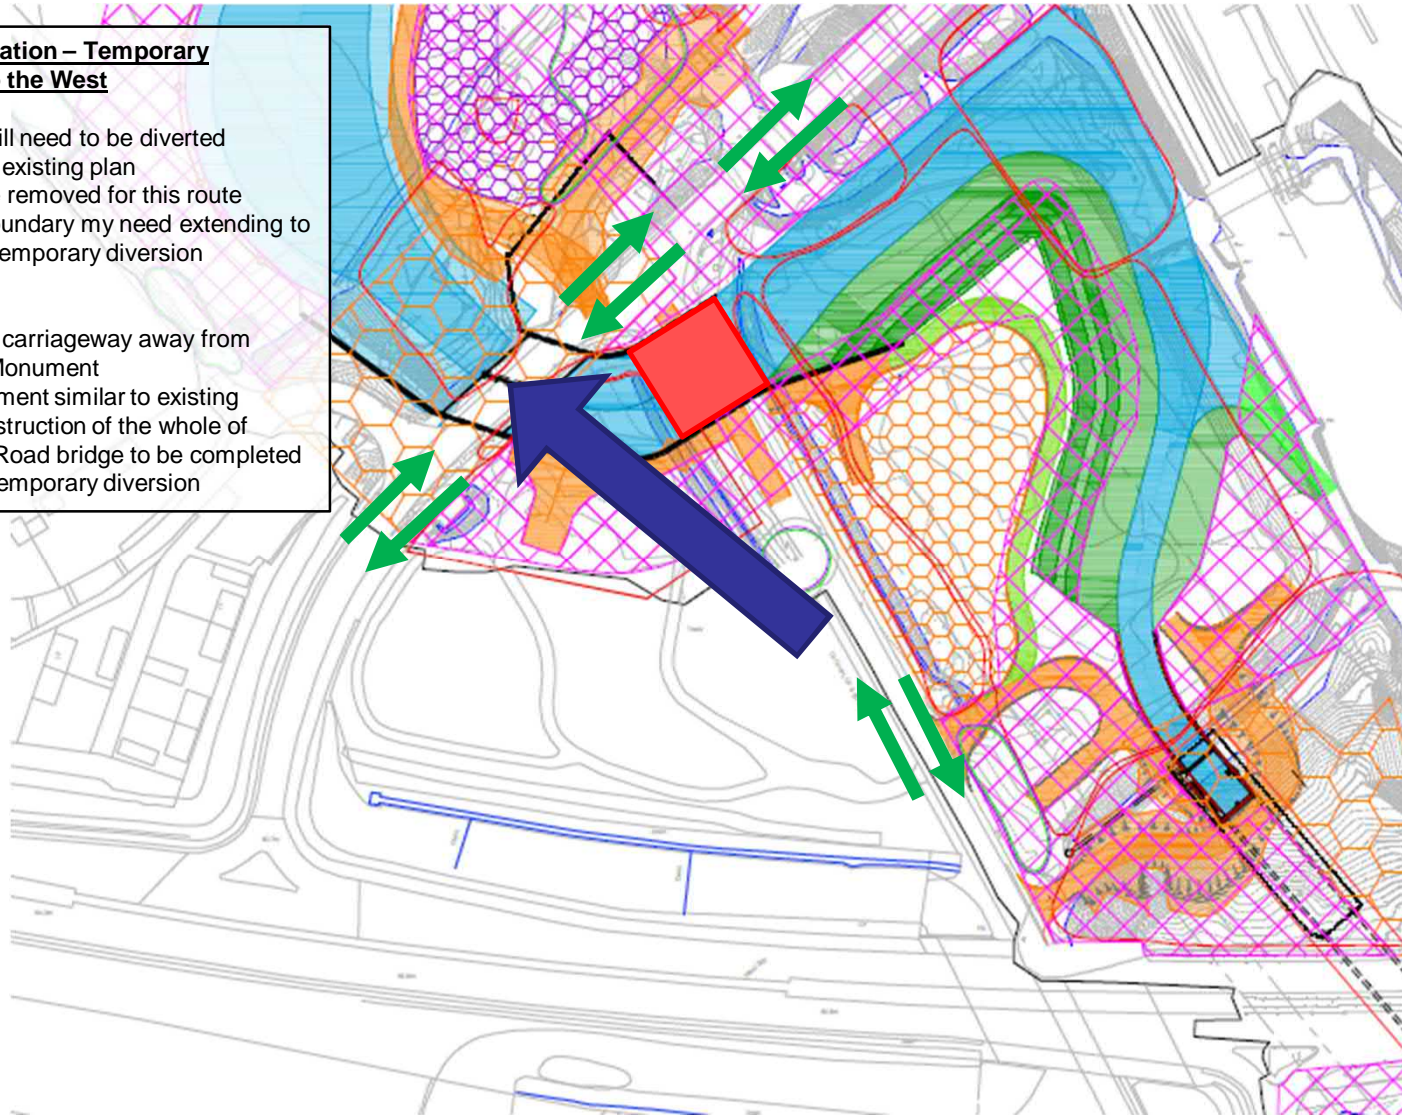 ation – Temporary
the West
ill need to be diverted
existing plan
removed for this route
oundary my need extending to
emporary diversion
carriageway away from
Monument
ment similar to existing
struction of the whole of
Road bridge to be completed
emporary diversion